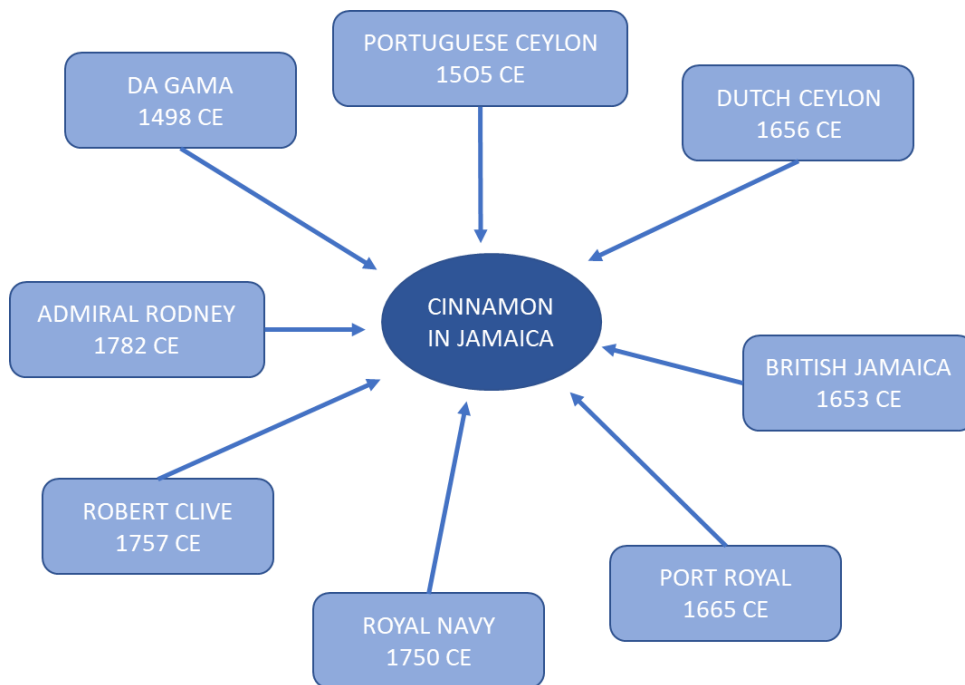 PORTUGUESE CEYLON
15O5 CE
DA GAMA
1498 CE
DUTCH CEYLON
1656 CE
CINNAMON
IN JAMAICA
ADMIRAL RODNEY
1782 CE
BRITISH JAMAICA
1653 CE
ROBERT CLIVE
1757 CE
PORT ROYAL
1665 CE
ROYAL NAVY
1750 CE